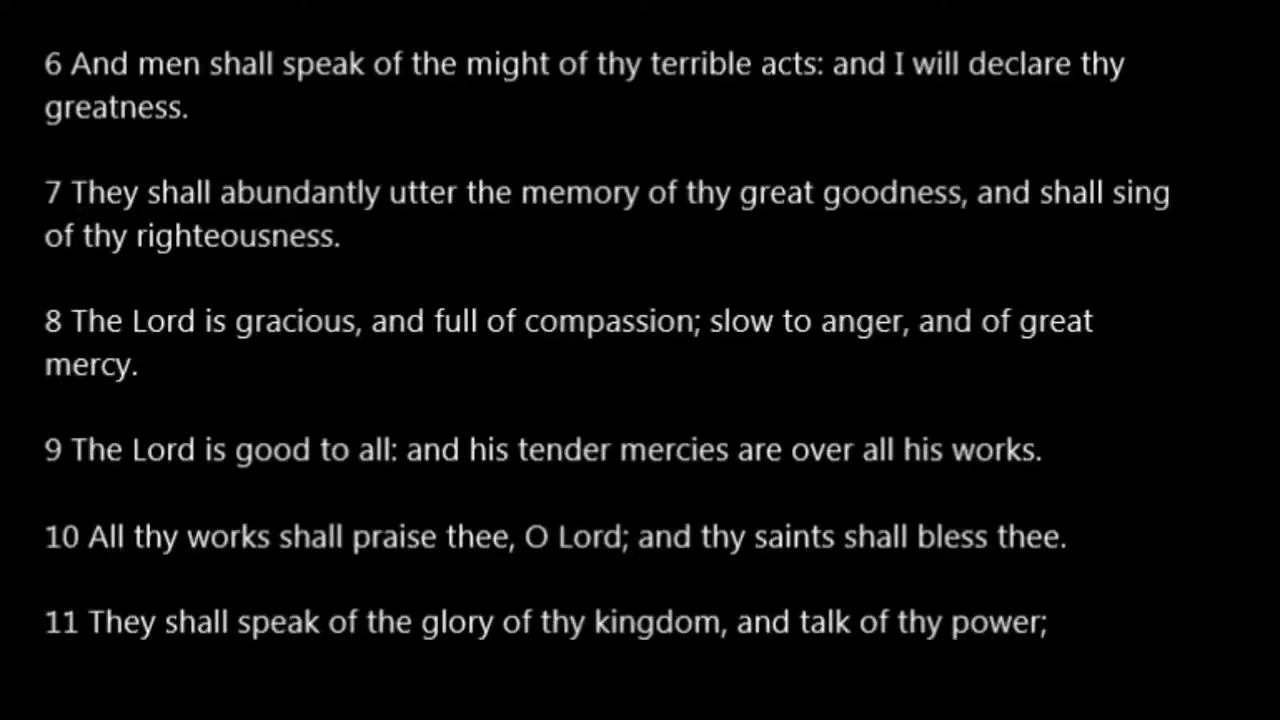 6 And men shall speak of the might of thy terrible acts: and I will declare thy
greatness.
7 They shall abundantly utter the memory of thy great goodness, and shall sing
of thy righteousness.
8 The Lord is gracious, and full of compassion; slow to anger, and of great
mercy.
9 The Lord is good to all: and his tender mercies are over all his works.
10 All thy works shall praise thee, O Lord; and thy saints shall bless thee.
11 They shall speak of the glory of thy kingdom, and talk of thy power;